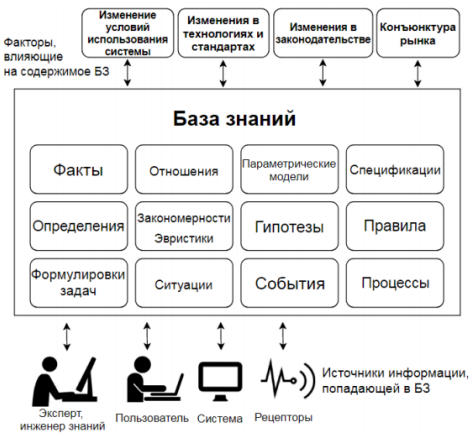 Изменение
условий
использования
системы
Изменения в
технологиях и
стандартах
Изменения в
законодательстве
Конъюнктура
рынка
Факторы,
влияющие
на содержимое БЗ
База знаний
Факты
Отношения
Параметрические
модели
Спецификации
Определения
Закономерности
Эвристики
Гипотезы
Правила
Формулировки
задач
Ситуации
События
Процессы
Источники информации,
попадающей в БЗ
Эксперт,
инженер знаний
Пользователь
Система
Рецепторы